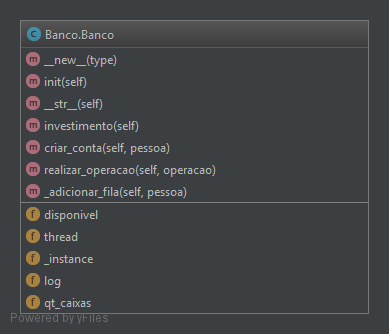 C Banco.Banco
m __new__(type)
m init(self)
m __str__(self)
m investimento(self)
m criar_conta(self, pessoa)
m realizar_operacao(self, operacao)
m _adicionar_fila(self, pessoa)
f disponivel
f thread
f _instance
f log
f qt_caixas
Powered by yFiles